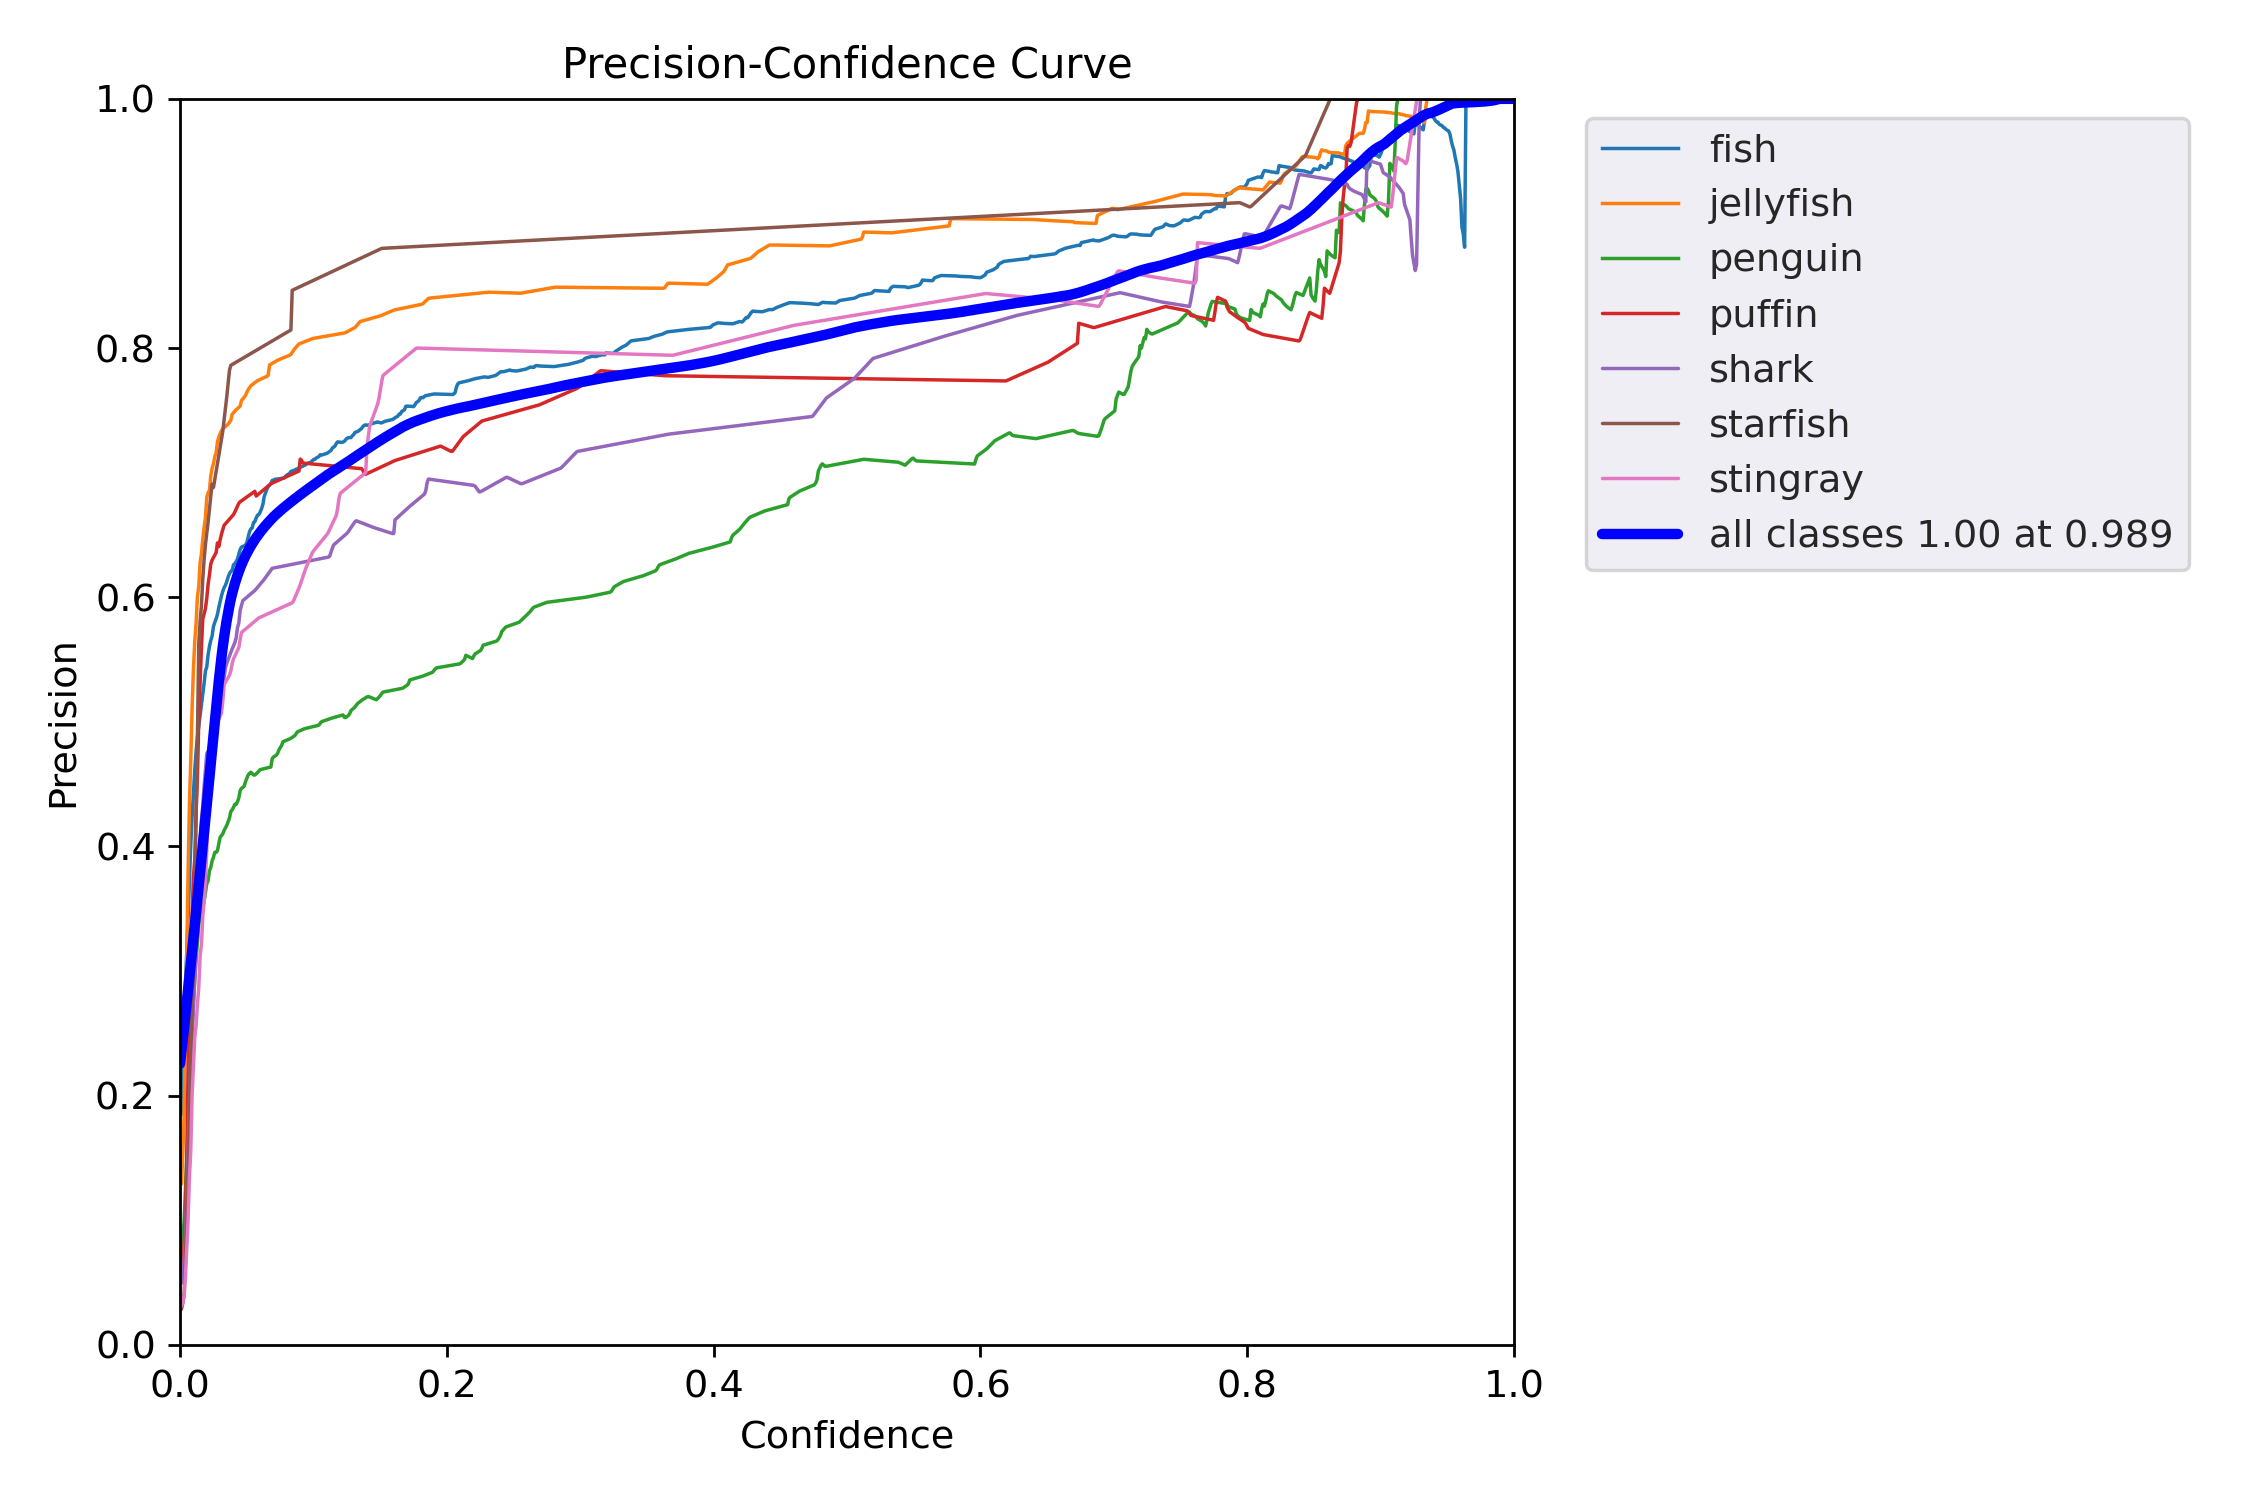 Precision-Confidence Curve
1.0
0.8
0.6
0.4
0.2
0.0
Precision
0.0 0.2 0.4 0.6 0.8 1.0
Confidence
fish
jellyfish
penguin
puffin
shark
starfish
stingray
all classes 1.00 at 0.989